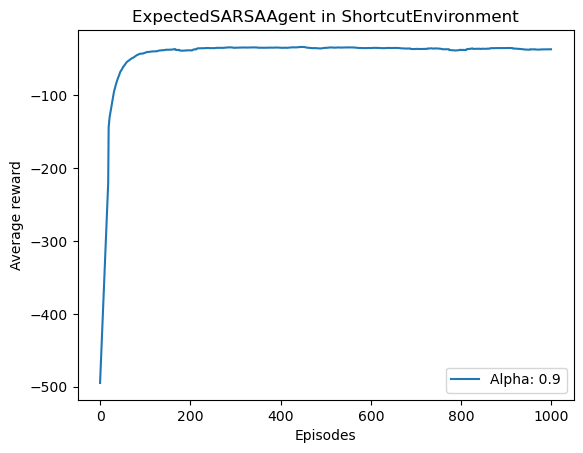 ExpectedSARSAAgent in ShortcutEnvironment
Average reward
−100
−200
−300
−400
−500
0
200
400
600
800
1000
Episodes
Alpha: 0.9